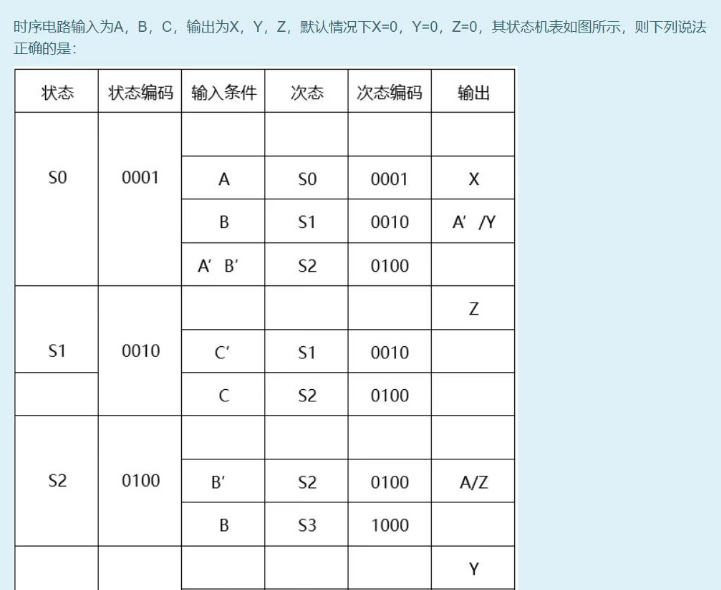 时序电路输入为A，B，C，输出为X，Y，Z，默认情况下X=0，Y=0，Z=0，其状态机表如图所示，则下列说法
正确的是：
状态 状态编码 输入条件 次态 次态编码 输出
S0 0001
A S0 0001 X
B S1 0010 A′ /Y
A′ B′ S2 0100
Z
S1 0010 C′ S1 0010
C S2 0100
S2 0100 B′ S2 0100 A/Z
B S3 1000
Y